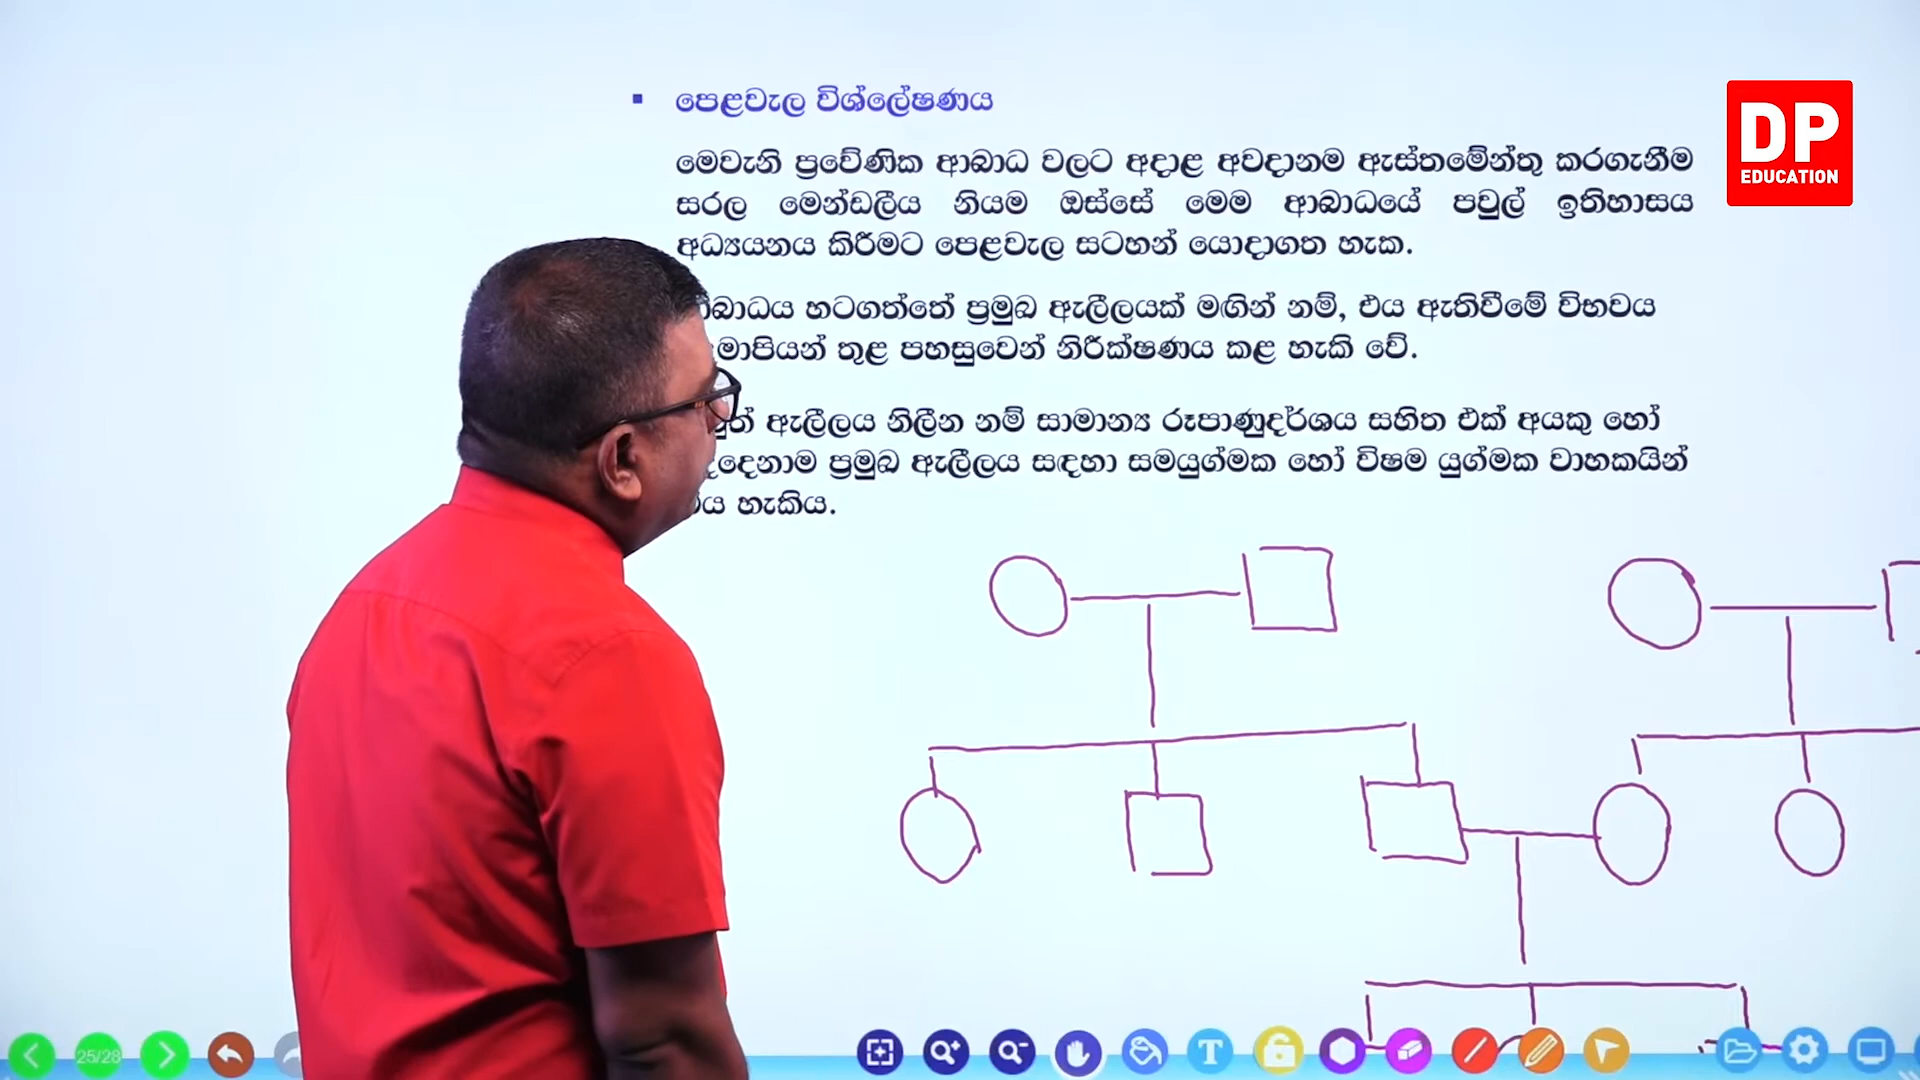 පෙළවැල විශ්ලේෂණය
DP
EDUCATION
මෙවැනි ප්‍රවේණික ආබාධ වලට අදාළ අවදානම ඇස්තමේන්තු කරගැනීම
සරල මෙන්ඩලීය නියම ඔස්සේ මෙම ආබාධයේ පවුල් ඉතිහාසය
අධ්‍යයනය කිරීමට පෙළවැල සටහන් යොදාගත හැක.
හටගත්තේ ප්‍රමුඛ ඇලීලයක් මඟින් නම්, එය ඇතිවීමේ විභවය
තුළ පහසුවෙන් නිරීක්ෂණය කළ හැකි වේ.
ඇලීලය නිලීන නම් සාමාන්‍ය රූපාණුදර්ශය සහිත එක් අයකු හෝ
ප්‍රමුඛ ඇලීලය සඳහා සමයුග්මක හෝ විෂම යුග්මක වාහකයින්
හැකිය.
25/28
T